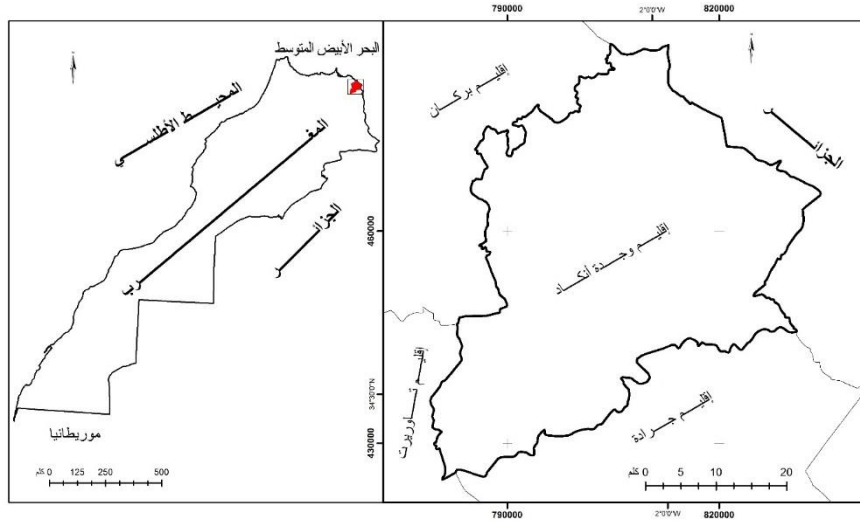 790000
2°0'0"W
820000
البحر الأبيض المتوسط
المحيط الأطلسي
المغرب
الجزائر
موريطانيا
0 125 250 500 كلم
إقليم بركان
الجزائر
إقليم وجدة أنكاد
إقليم تاوريرت
إقليم جرادة
460000
34°30'0"N
430000
كلم 0 5 10 20
790000
2°0'0"W
820000